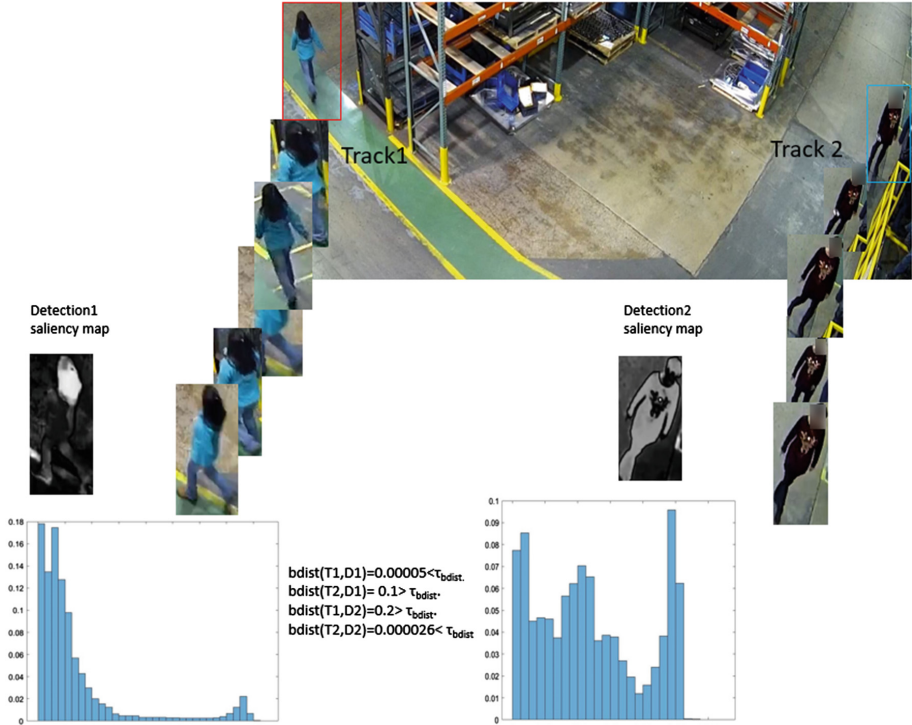 Track1
Track 2
Detection1
saliency map
Detection2
saliency map
0.18
0.16
0.14
0.12
0.1
0.08
0.06
0.04
0.02
0
bdist(T1,D1)=0.00005<τbdist.
bdist(T2,D1)= 0.1> τbdist.
bdist(T1,D2)=0.2> τbdist.
bdist(T2,D2)=0.000026< τbdist
0.1
0.09
0.08
0.07
0.06
0.05
0.04
0.03
0.02
0.01
0